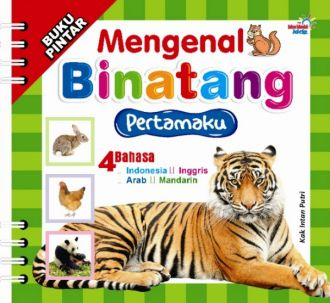 BUKU
PINTAR
Mengenal
Binatang
Pertamaku
4 Bahasa
Indonesia || Inggris
Arab || Mandarin
Kak Intan Putri